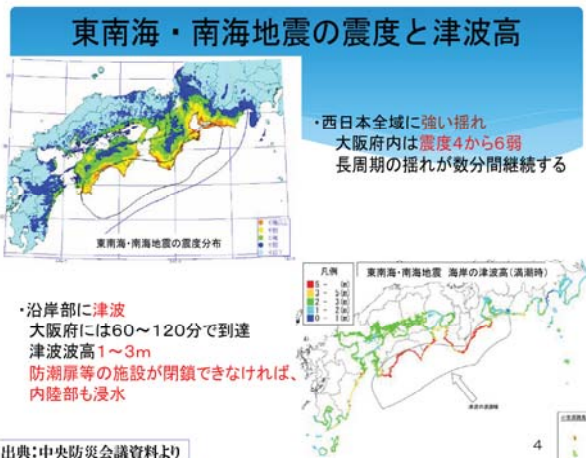 東南海・南海地震の震度と津波高
・西日本全域に強い揺れ
大阪府内は震度4から6弱
長周期の揺れが数分間継続する
東南海・南海地震の震度分布
凡例
東南海・南海地震 海岸の津波高(満潮時)
・沿岸部に津波
大阪府には60～120分で到達
津波波高1～3m
防潮扉等の施設が閉鎖できなければ、
内陸部も浸水
出典:中央防災会議資料より
4